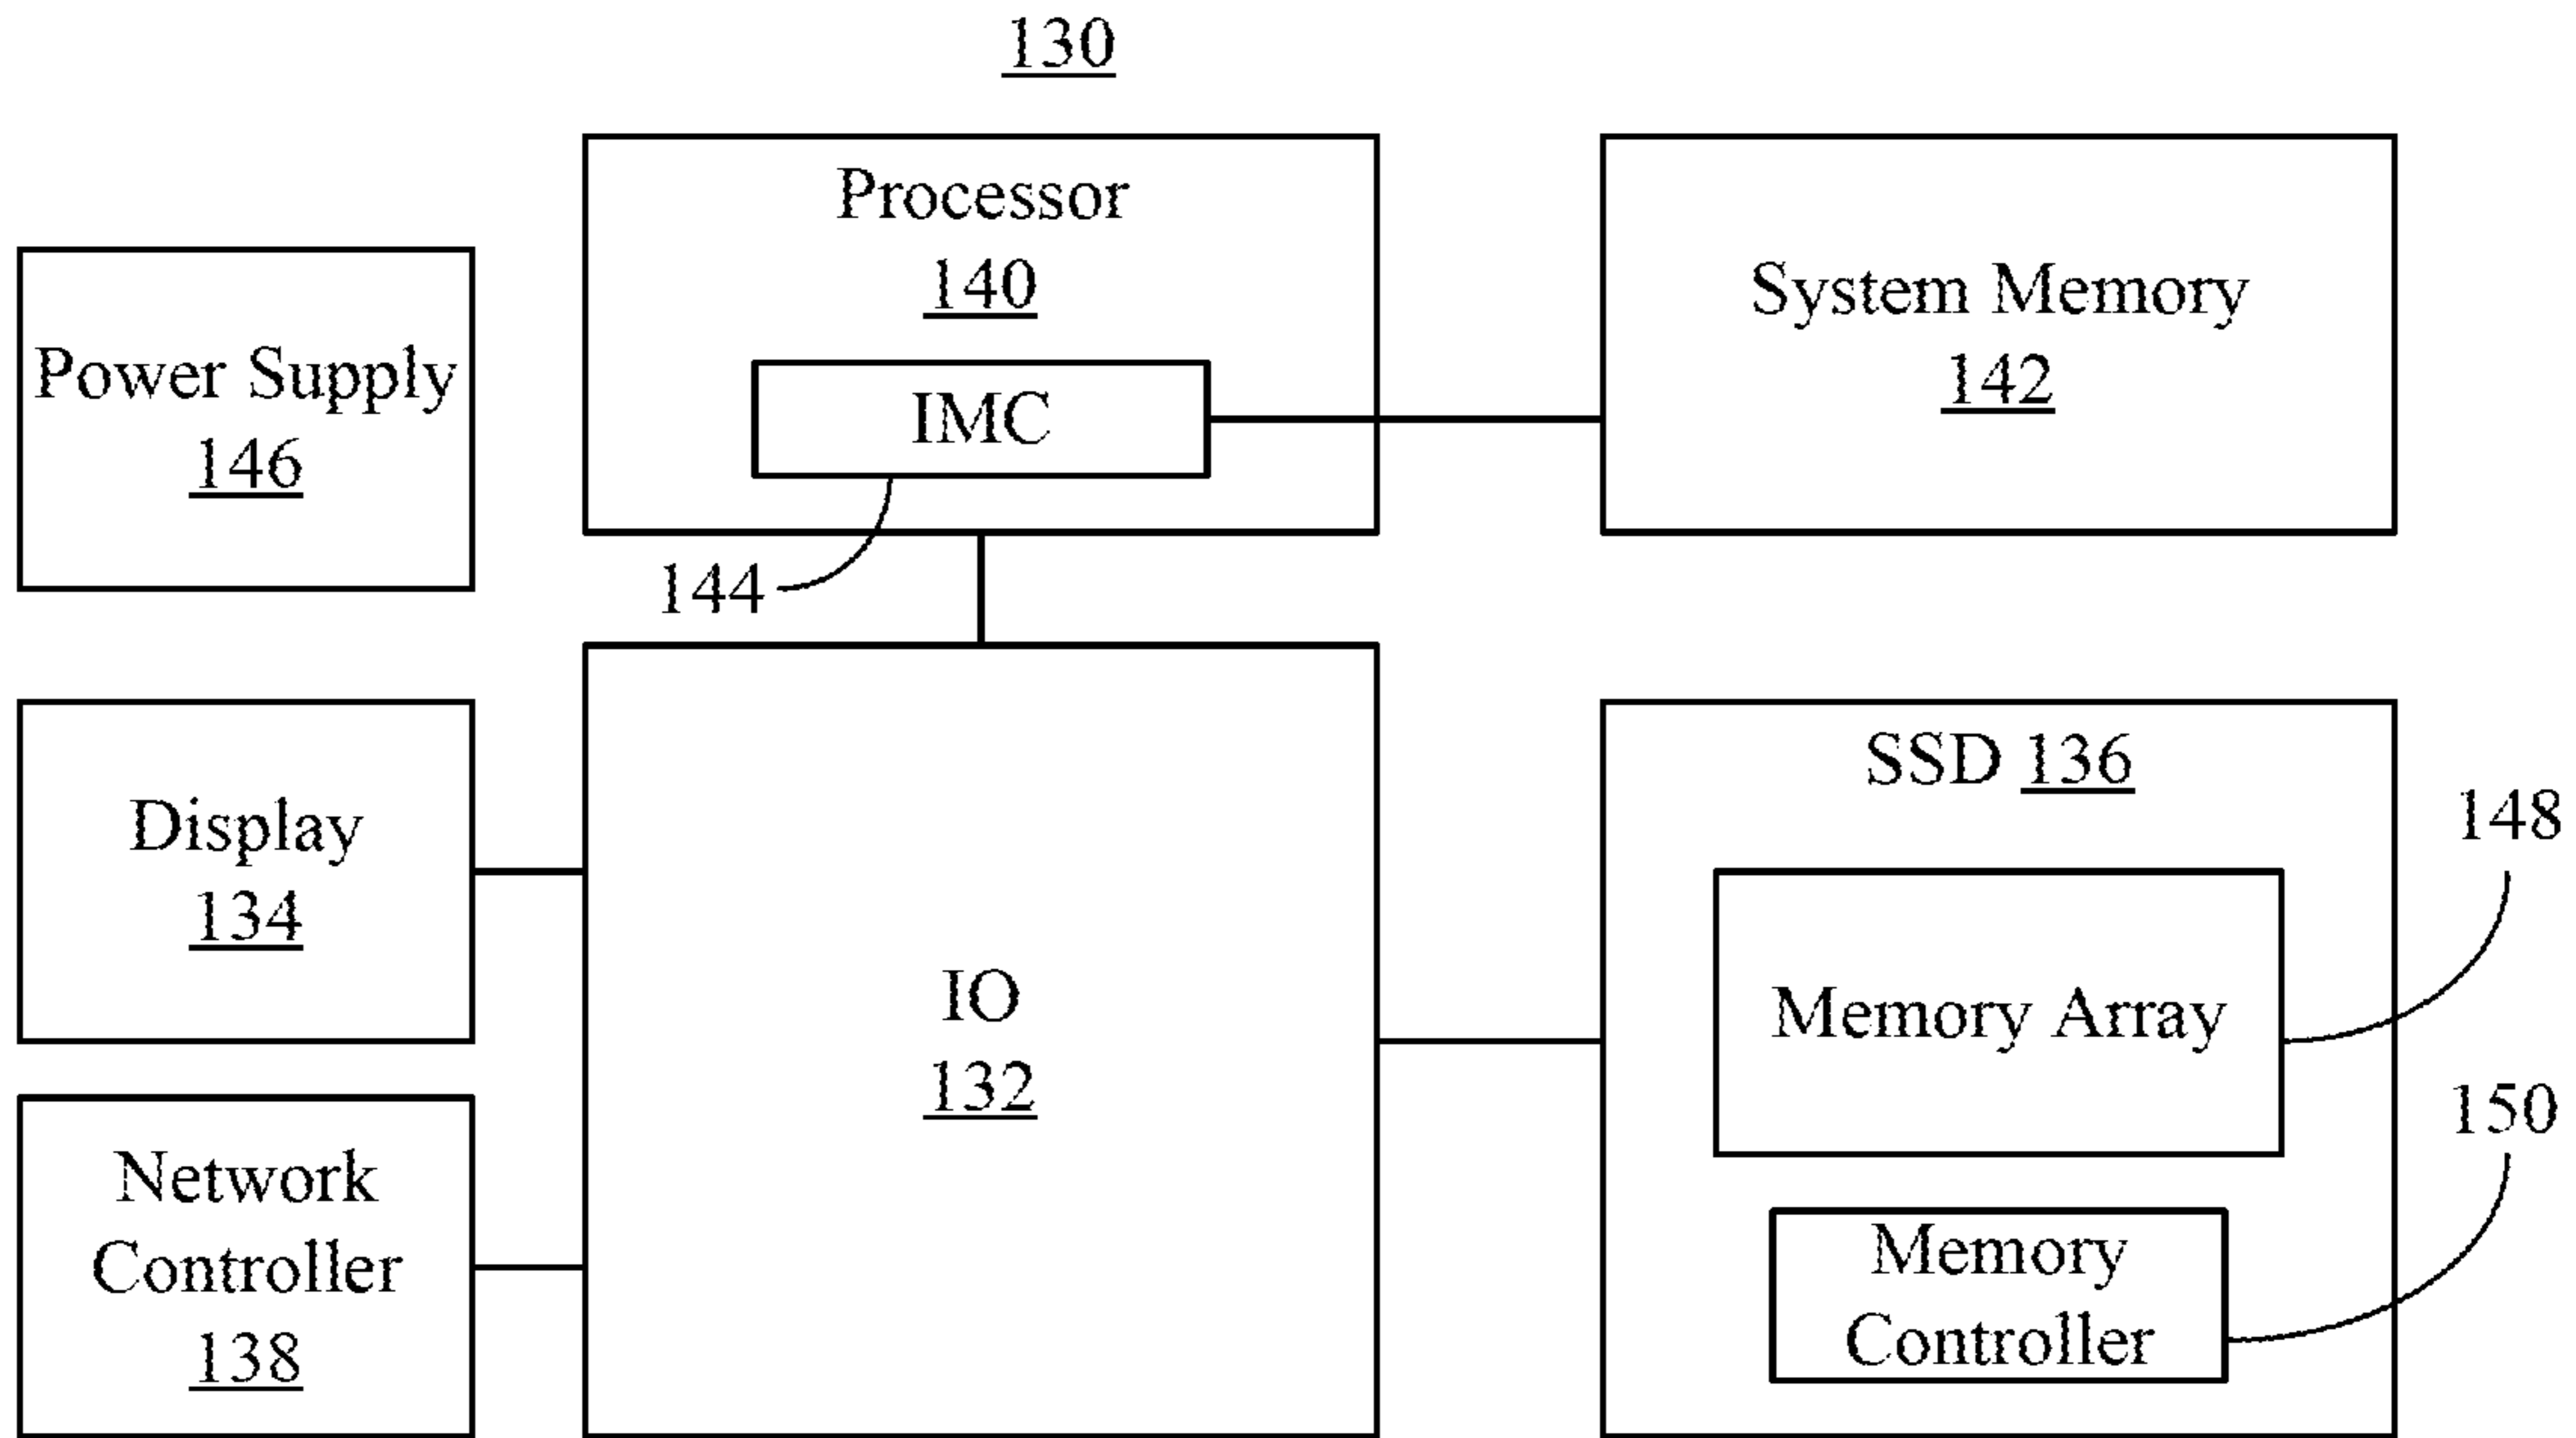 130
Processor
140
IMC
144
System Memory
142
Power Supply
146
Display
134
Network
Controller
138
IO
132
SSD 136
148
Memory Array
150
Memory
Controller